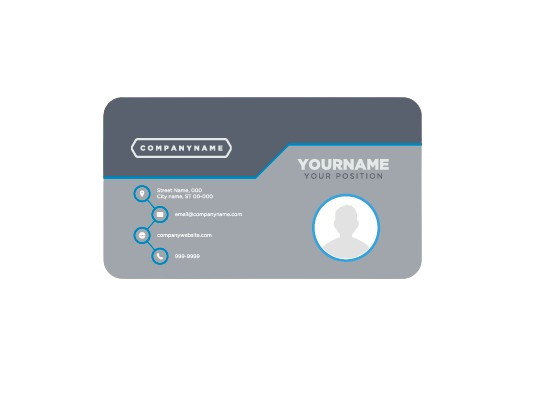 COMPANYNAME
YOURNAME
YOUR POSITION
Street Name, 000
City name, ST 00-000
email@companyname.com
companywebsite.com
999-9999